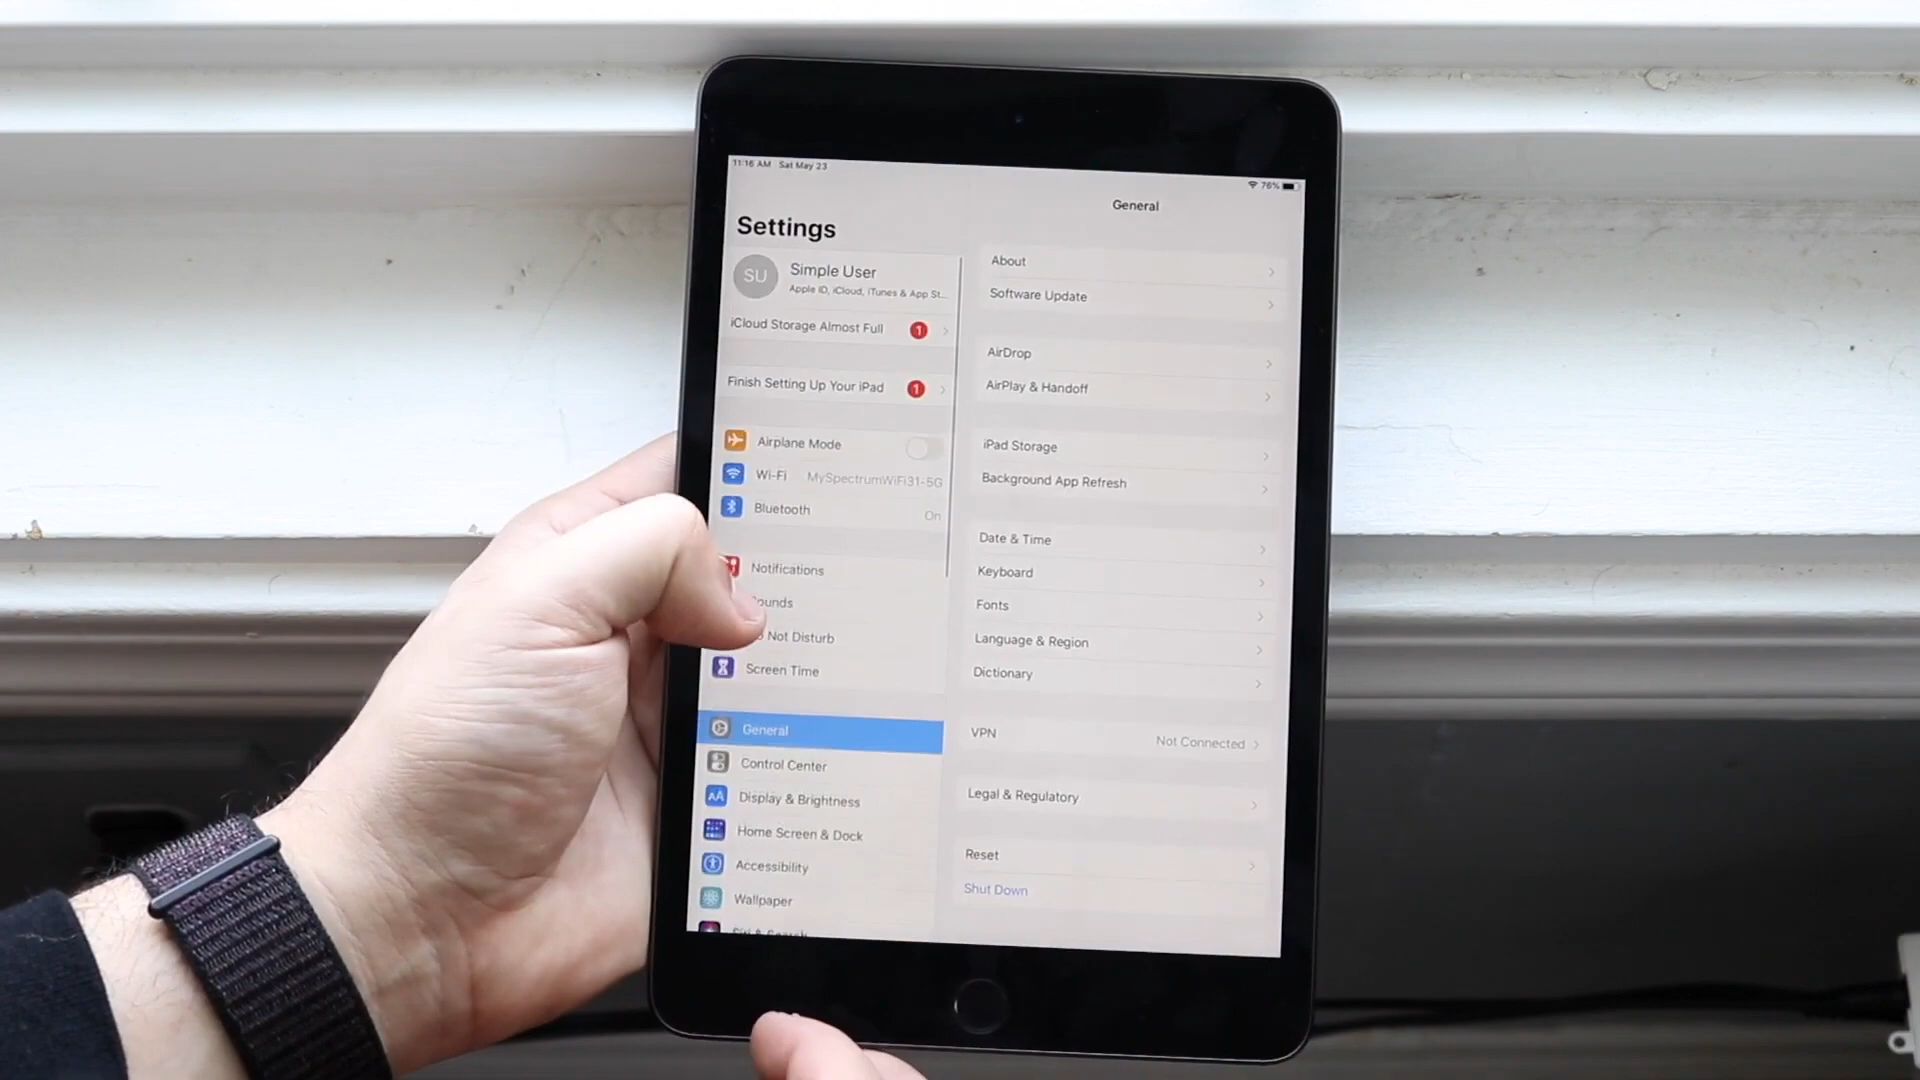 11:16 AM Sat May 23
76%
Settings
SU
Simple User
Apple ID, iCloud, iTunes & App St...
iCloud Storage Almost Full 1
Finish Setting Up Your iPad 1
Airplane Mode
Wi-Fi MySpectrumWiFi31-5G
Bluetooth On
Notifications
ounds
o Not Disturb
Screen Time
General
Control Center
AA Display & Brightness
Home Screen & Dock
Accessibility
Wallpaper
Siri & Search
General
About
Software Update
AirDrop
AirPlay & Handoff
iPad Storage
Background App Refresh
Date & Time
Keyboard
Fonts
Language & Region
Dictionary
VPN Not Connected
Legal & Regulatory
Reset
Shut Down